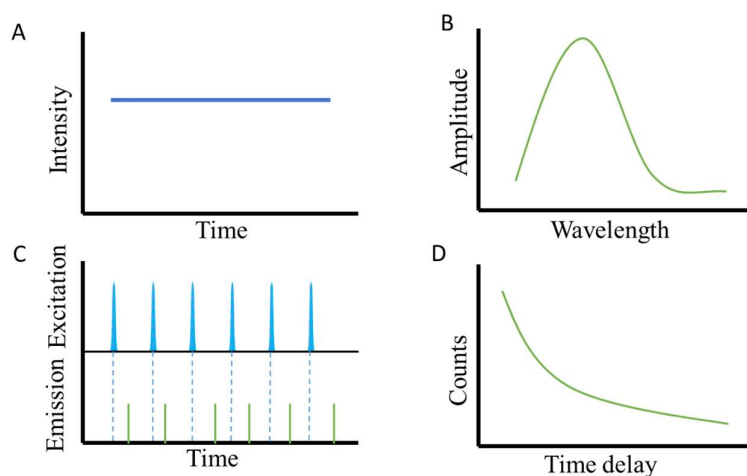 A
Intensity
Time
B
Amplitude
Wavelength
C
Excitation
Emission
Time
D
Counts
Time delay